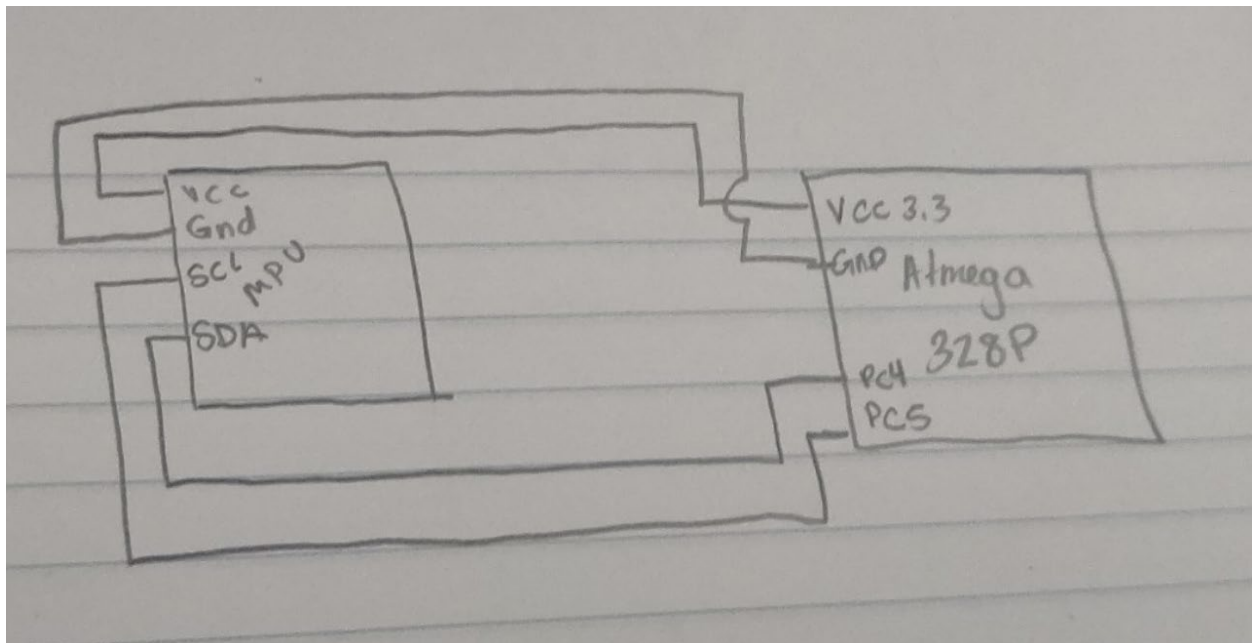 VCC
Gnd
SCL
MPU
SDA
VCC 3.3
GND
Atmega
328P
PC4
PC5